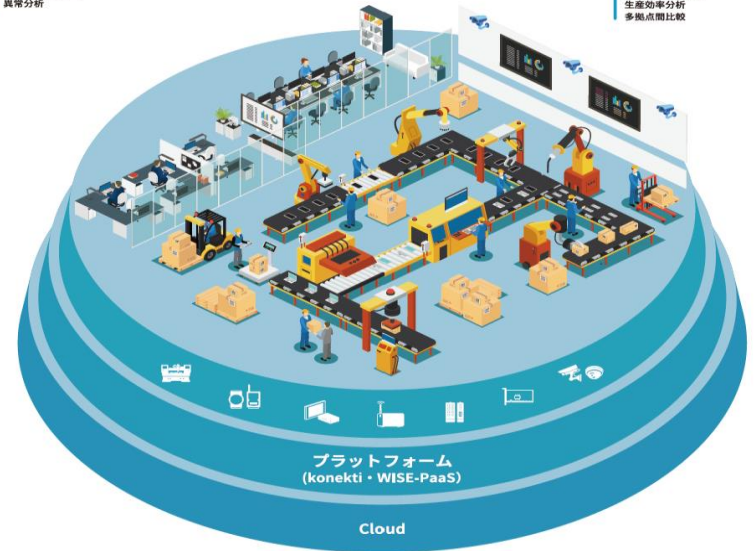 異常分析
生産効率分析
多拠点間比較
プラットフォーム
(konekti・WISE-PaaS)
Cloud